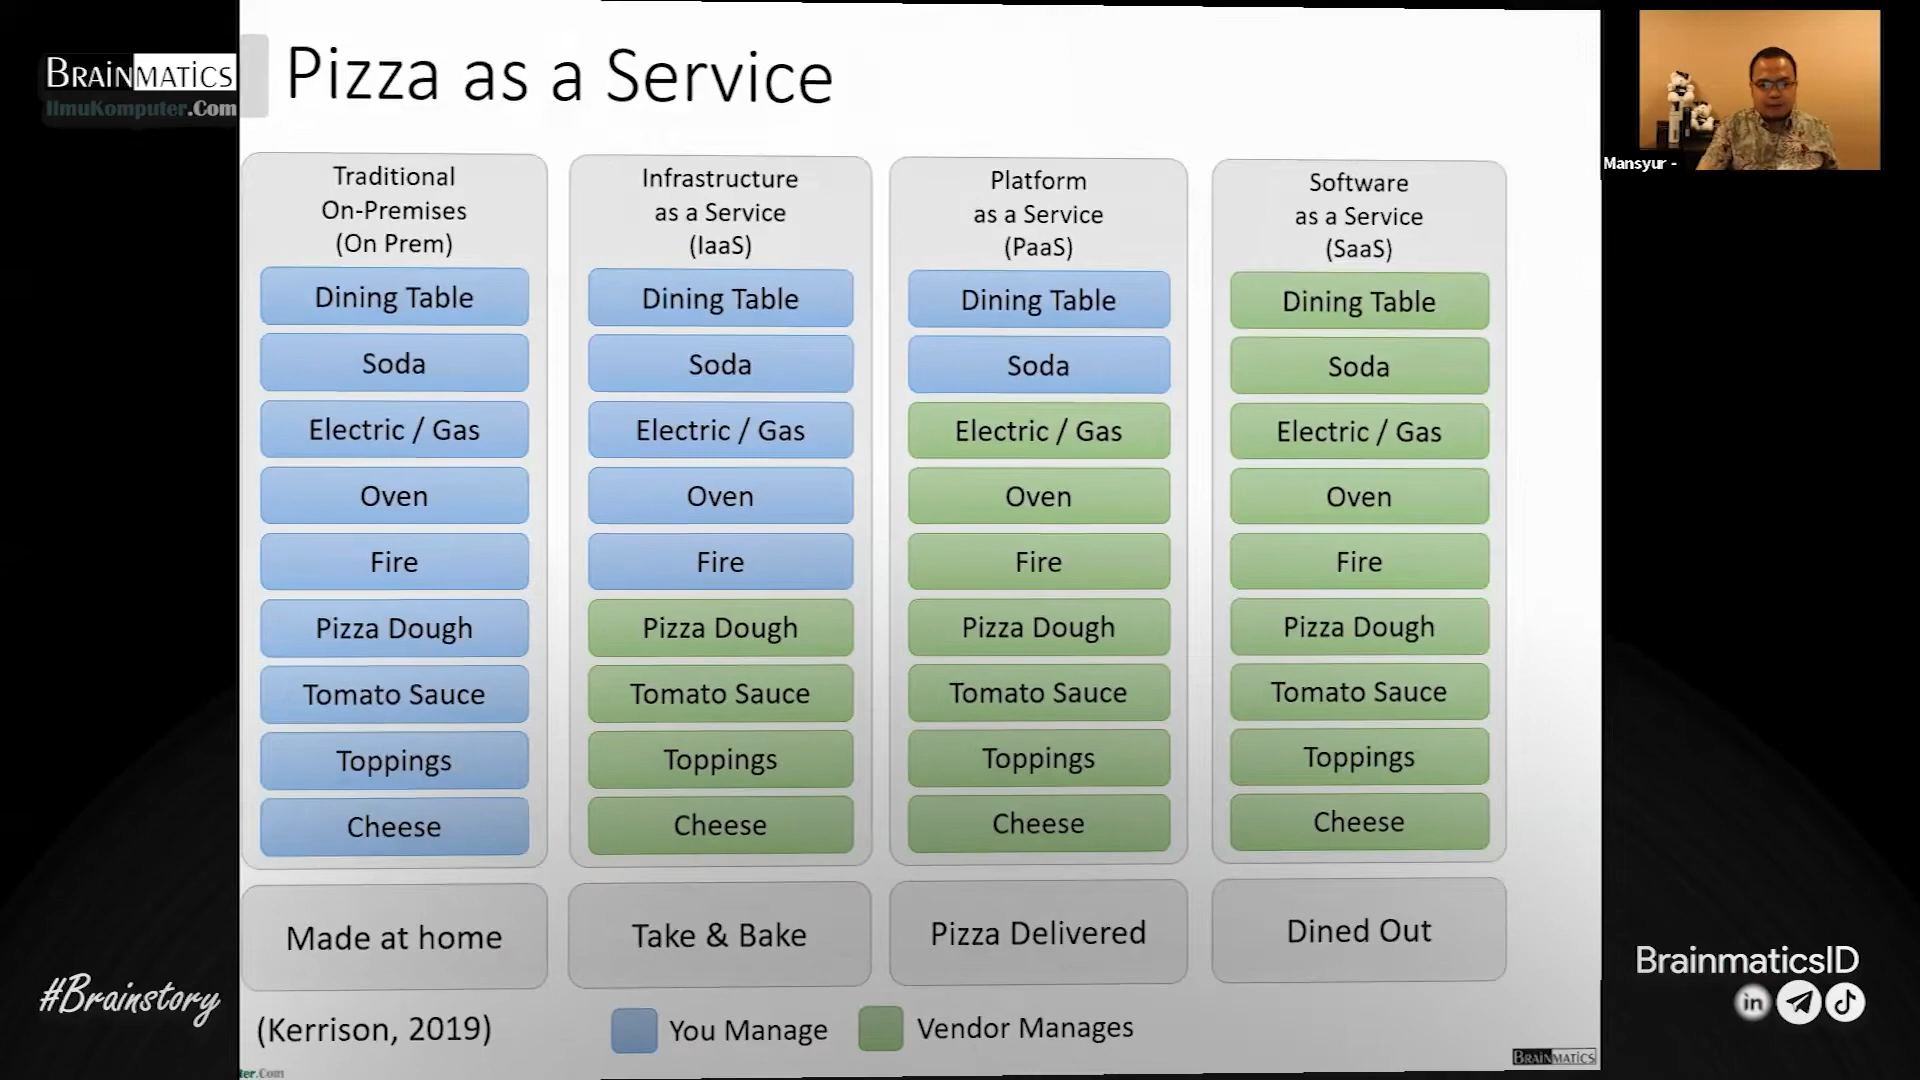 BRAINMATICS
IlmuKomputer.Com
Pizza as a Service
Mansyur -
Traditional
On-Premises
(On Prem)
Dining Table
Soda
Electric / Gas
Oven
Fire
Pizza Dough
Tomato Sauce
Toppings
Cheese
Made at home
Infrastructure
as a Service
(IaaS)
Dining Table
Soda
Electric / Gas
Oven
Fire
Pizza Dough
Tomato Sauce
Toppings
Cheese
Take & Bake
Platform
as a Service
(PaaS)
Dining Table
Soda
Electric / Gas
Oven
Fire
Pizza Dough
Tomato Sauce
Toppings
Cheese
Pizza Delivered
Software
as a Service
(SaaS)
Dining Table
Soda
Electric / Gas
Oven
Fire
Pizza Dough
Tomato Sauce
Toppings
Cheese
Dined Out
#Brainstory
(Kerrison, 2019)
You Manage
Vendor Manages
BrainmaticsID
in
BRAINMATICS
ter.Com